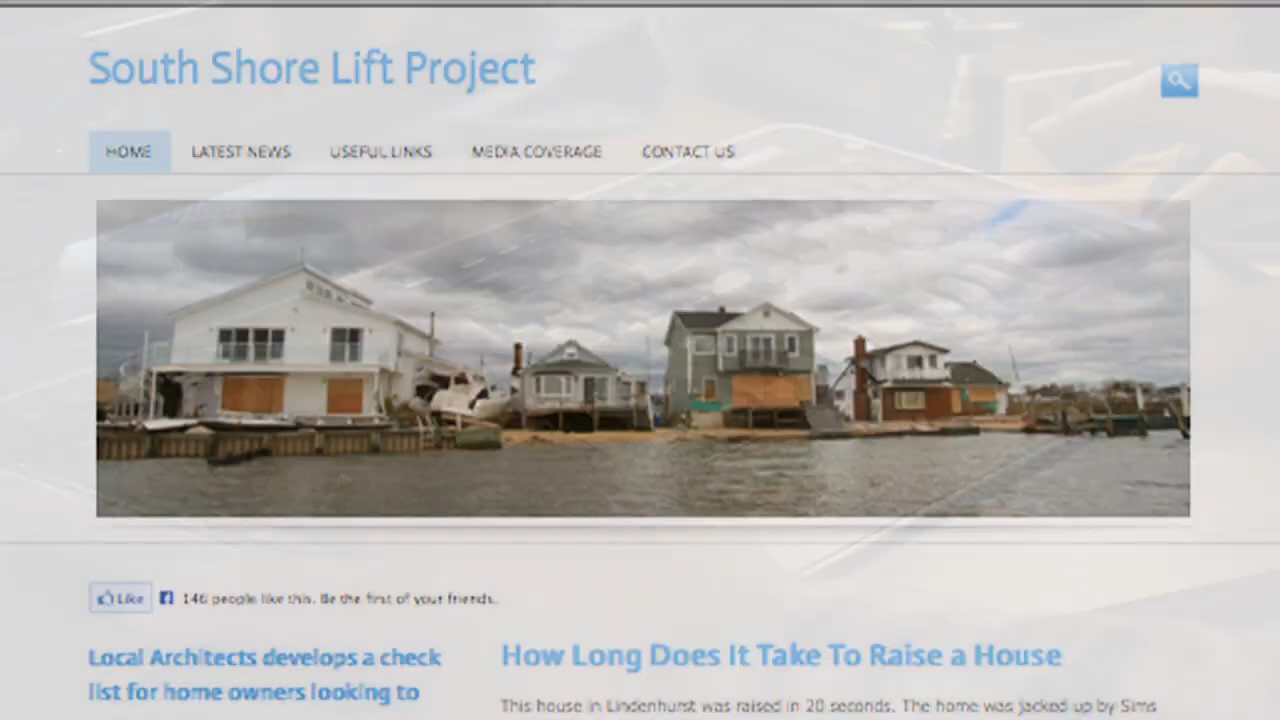 South Shore Lift Project
HOME LATEST NEWS USEFUL LINKS MEDIA COVERAGE CONTACT US
Like 146 people like this. Be the first of your friends.
Local Architects develops a check
list for home owners looking to
How Long Does It Take To Raise a House
This house in Lindenhurst was raised in 20 seconds. The home was jacked up by Sims